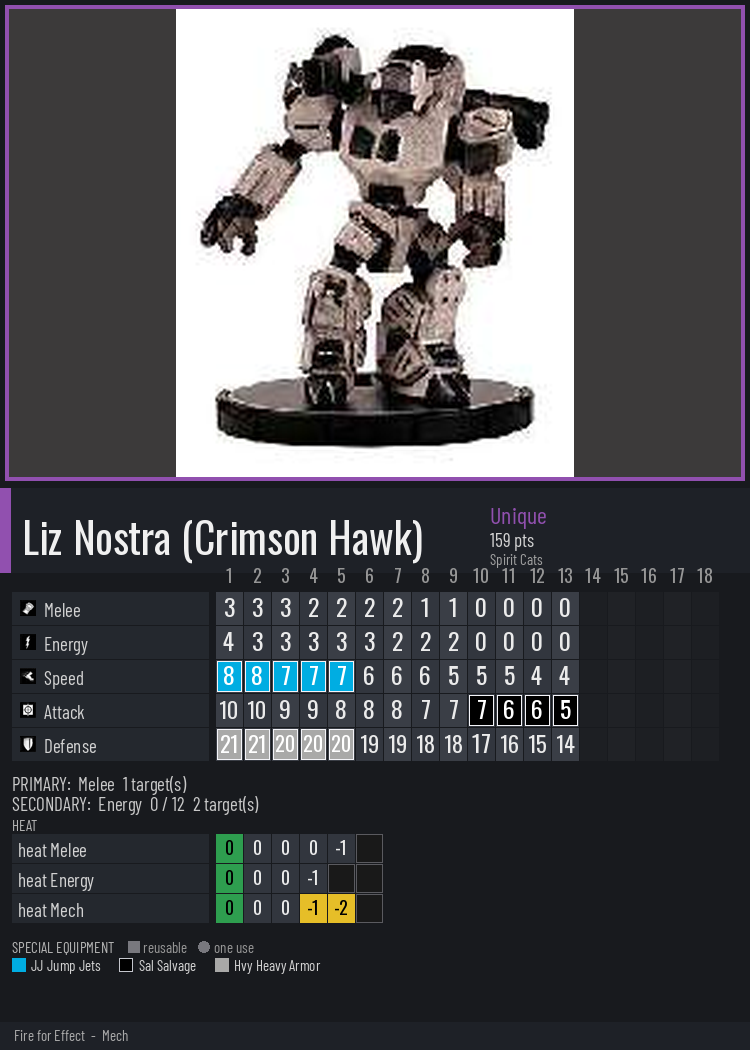 Liz Nostra (Crimson Hawk)
Unique
159 pts
Spirit Cats
1 2 3 4 5 6 7 8 9 10 11 12 13 14 15 16 17 18
Melee 3 3 3 2 2 2 2 1 1 0 0 0 0
Energy 4 3 3 3 3 3 2 2 2 0 0 0 0
Speed 8 8 7 7 7 6 6 6 5 5 5 4 4
Attack 10 10 9 9 8 8 8 7 7 7 6 6 5
Defense 21 21 20 20 20 19 19 18 18 17 16 15 14
PRIMARY: Melee 1 target(s)
SECONDARY: Energy 0 / 12 2 target(s)
HEAT
heat Melee 0 0 0 0 -1
heat Energy 0 0 0 -1
heat Mech 0 0 0 -1 -2
SPECIAL EQUIPMENT reusable one use
JJ Jump Jets Sal Salvage Hvy Heavy Armor
Fire for Effect - Mech